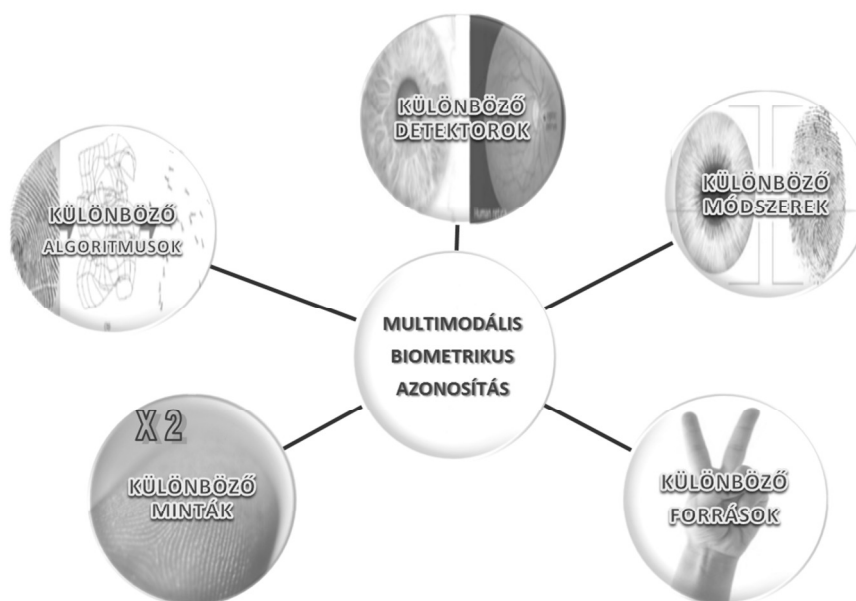 KÜLÖNBÖZŐ
DETEKTOROK
KÜLÖNBÖZŐ
MÓDSZEREK
KÜLÖNBÖZŐ
ALGORITMUSOK
MULTIMODÁLIS
BIOMETRIKUS
AZONOSÍTÁS
X 2
KÜLÖNBÖZŐ
MINTÁK
KÜLÖNBÖZŐ
FORRÁSOK